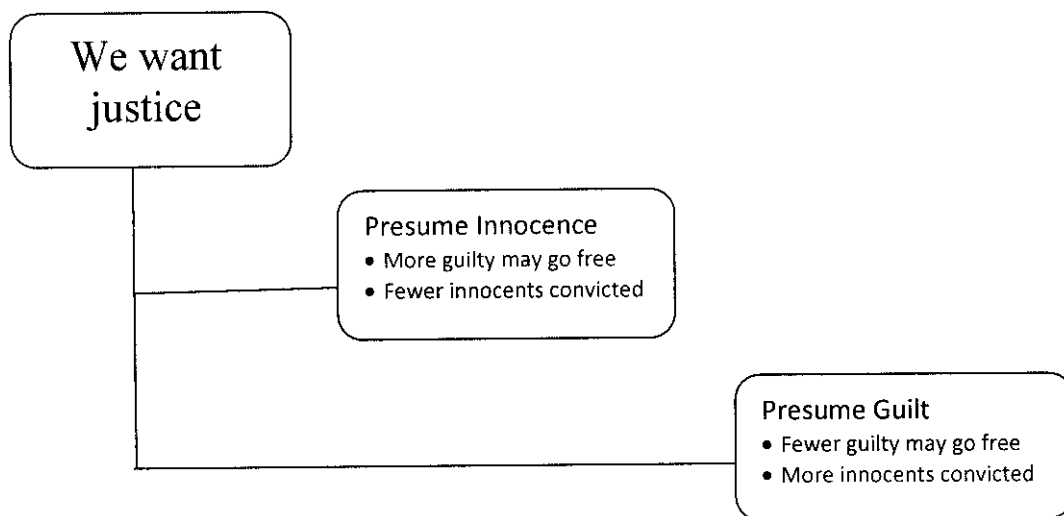 We want
justice
Presume Innocence
• More guilty may go free
• Fewer innocents convicted
Presume Guilt
• Fewer guilty may go free
• More innocents convicted